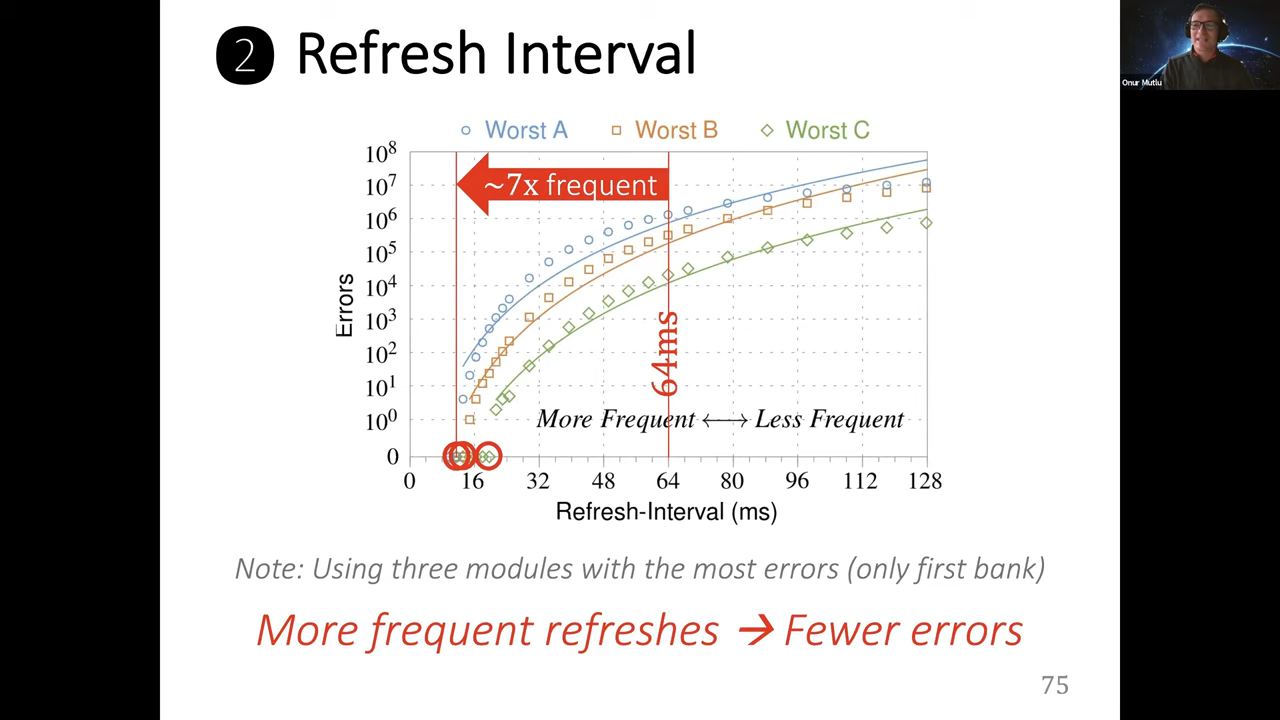 2 Refresh Interval
Onur Mutlu
Worst A Worst B Worst C
~7x frequent
10⁸
10⁷
10⁶
10⁵
10⁴
10³
10²
10¹
10⁰
0
Errors
64ms
More Frequent ⟷ Less Frequent
0 16 32 48 64 80 96 112 128
Refresh-Interval (ms)
Note: Using three modules with the most errors (only first bank)
More frequent refreshes → Fewer errors
75